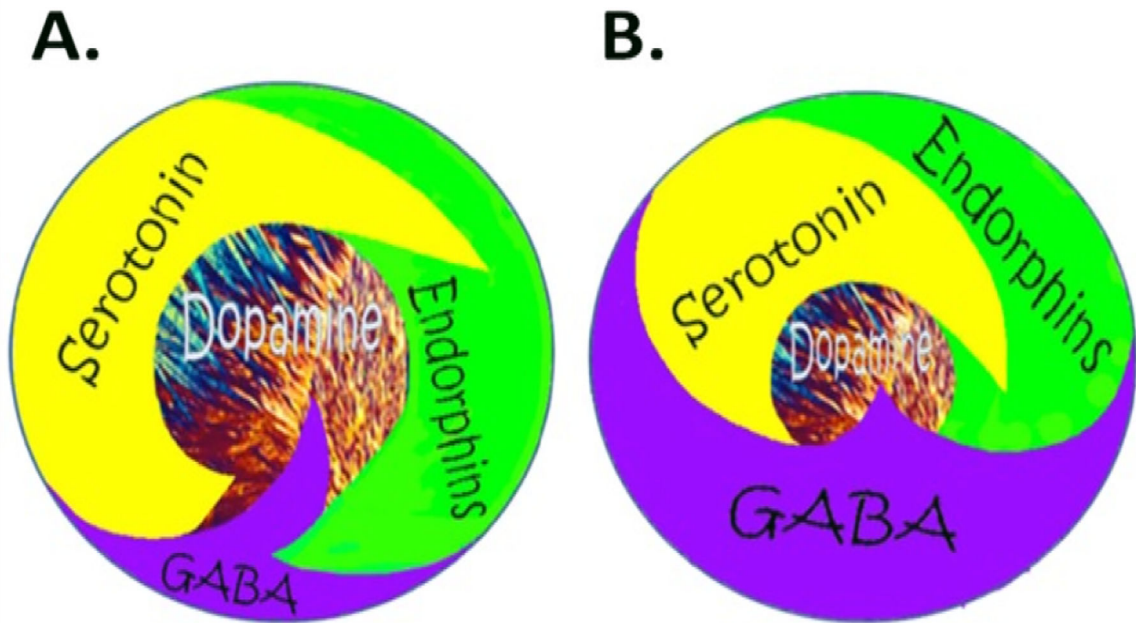 A.
Serotonin
Dopamine
Endorphins
GABA
B.
Endorphins
Serotonin
Dopamine
GABA